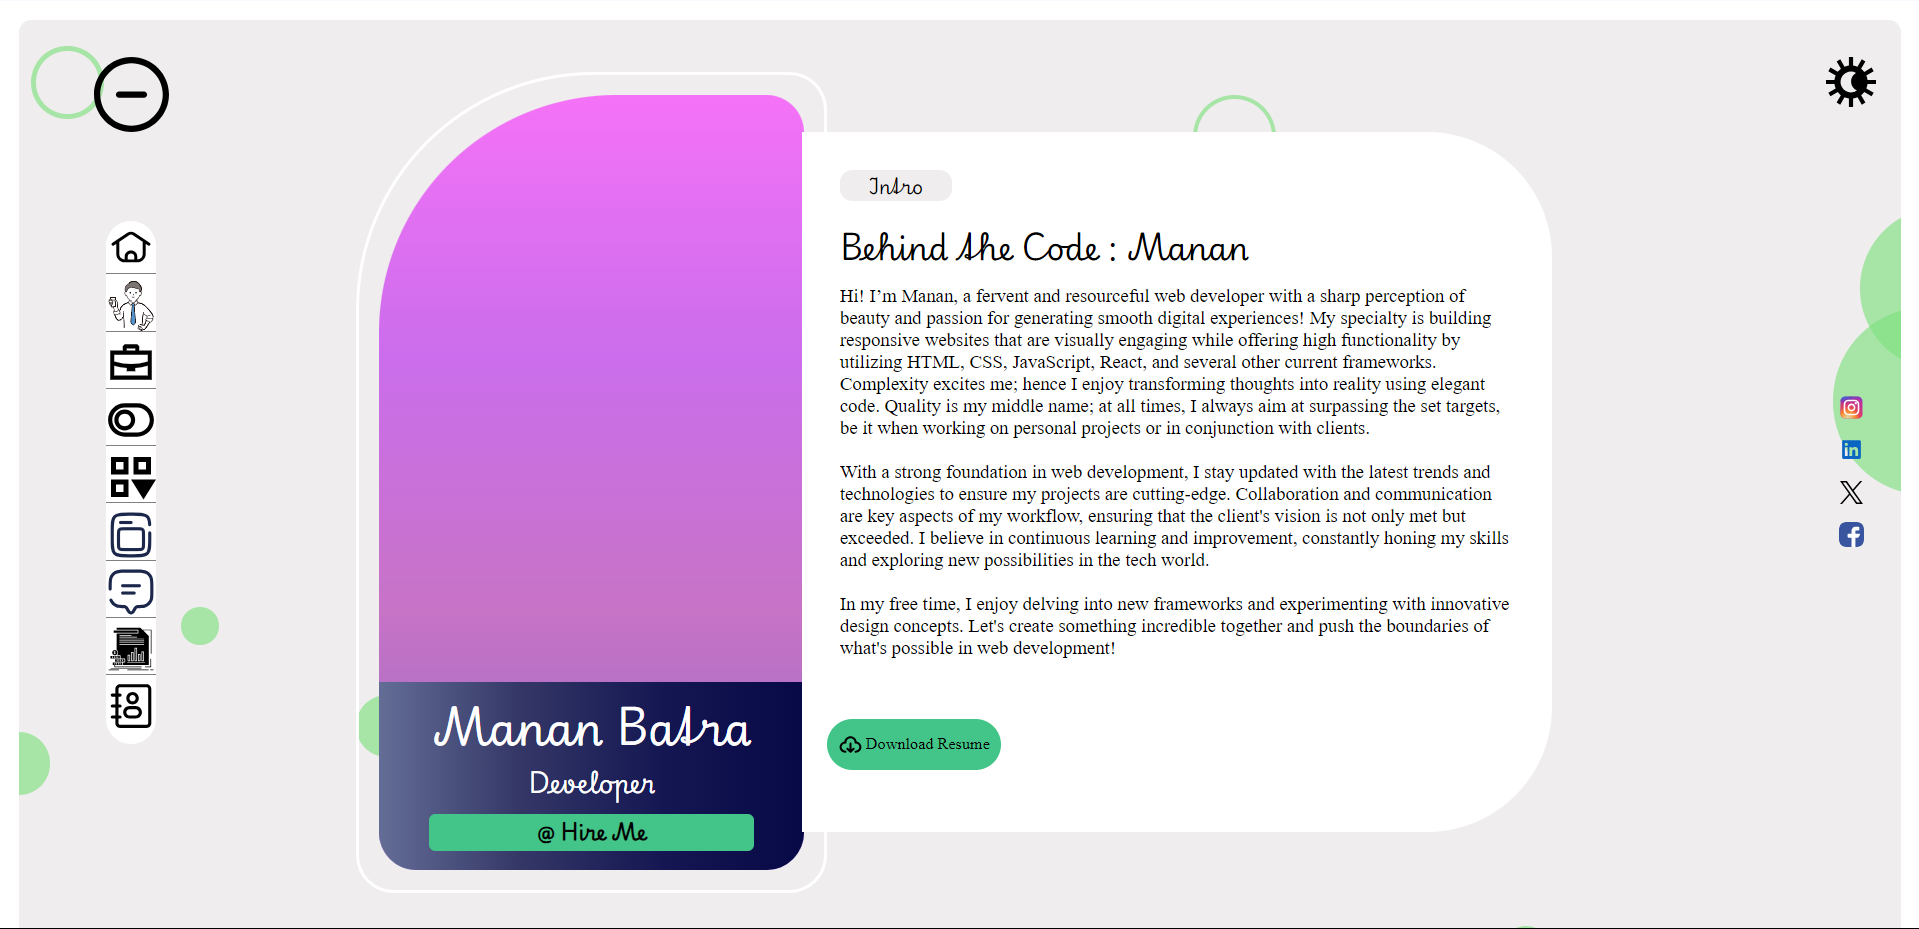 Intro
Behind the Code : Manan
Hi! I’m Manan, a fervent and resourceful web developer with a sharp perception of
beauty and passion for generating smooth digital experiences! My specialty is building
responsive websites that are visually engaging while offering high functionality by
utilizing HTML, CSS, JavaScript, React, and several other current frameworks.
Complexity excites me; hence I enjoy transforming thoughts into reality using elegant
code. Quality is my middle name; at all times, I always aim at surpassing the set targets,
be it when working on personal projects or in conjunction with clients.
With a strong foundation in web development, I stay updated with the latest trends and
technologies to ensure my projects are cutting-edge. Collaboration and communication
are key aspects of my workflow, ensuring that the client's vision is not only met but
exceeded. I believe in continuous learning and improvement, constantly honing my skills
and exploring new possibilities in the tech world.
In my free time, I enjoy delving into new frameworks and experimenting with innovative
design concepts. Let's create something incredible together and push the boundaries of
what's possible in web development!
Download Resume
Manan Batra
Developer
@ Hire Me